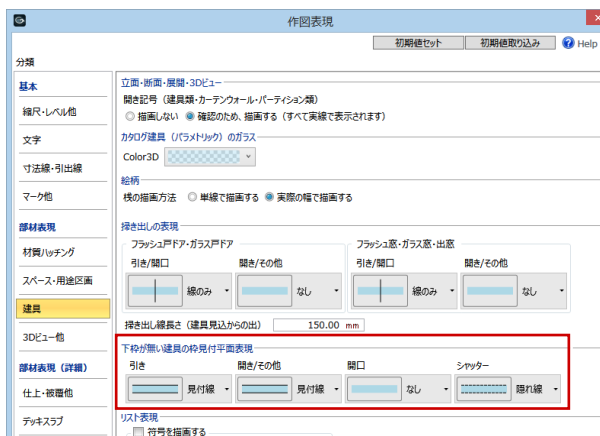 作図表現
初期値セット 初期値取り込み ? Help
分類
基本
縮尺・レベル他
文字
寸法線・引出線
マーク他
部材表現
材質ハッチング
スペース・用途区画
建具
3Dビュー他
部材表現（詳細）
仕上・被覆他
デッキスラブ
立面・断面・展開・3Dビュー
開き記号（建具類・カーテンウォール・パーティション類）
描画しない 確認のため、描画する（すべて実線で表示されます）
カタログ建具（パラメトリック）のガラス
Color3D
絵柄
桟の描画方法 単線で描画する 実際の幅で描画する
掃き出しの表現
フラッシュ戸ドア・ガラス戸ドア フラッシュ窓・ガラス窓・出窓
引き/開口 開き/その他 引き/開口 開き/その他
線のみ なし 線のみ なし
掃き出し線長さ（建具見込からの出） 150.00 mm
下枠が無い建具の枠見付平面表現
引き 開き/その他 開口 シャッター
見付線 見付線 なし 隠れ線
リスト表現
符号を描画する